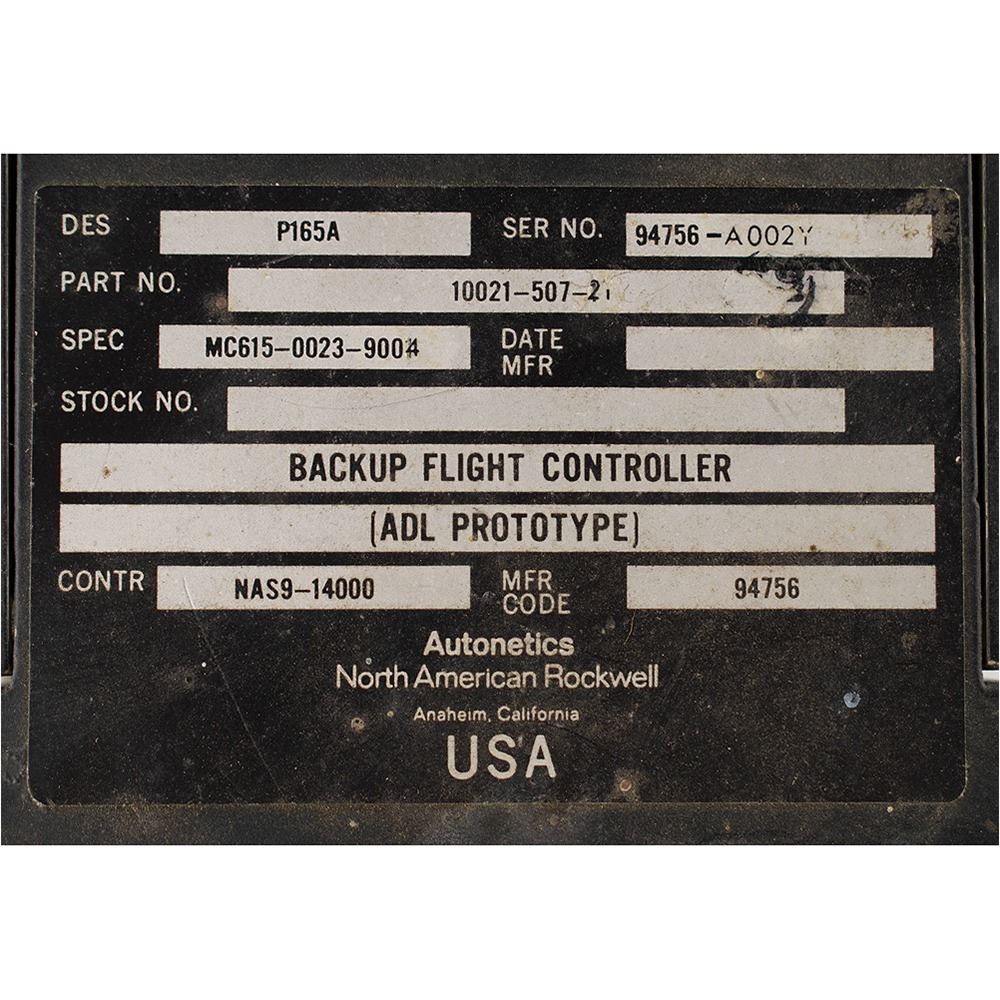 DES P165A SER NO. 94756-A002Y
PART NO. 10021-507-21
SPEC MC615-0023-9004 DATE MFR
STOCK NO.
BACKUP FLIGHT CONTROLLER
(ADL PROTOTYPE)
CONTR NAS9-14000 MFR CODE 94756
Autonetics
North American Rockwell
Anaheim, California
USA